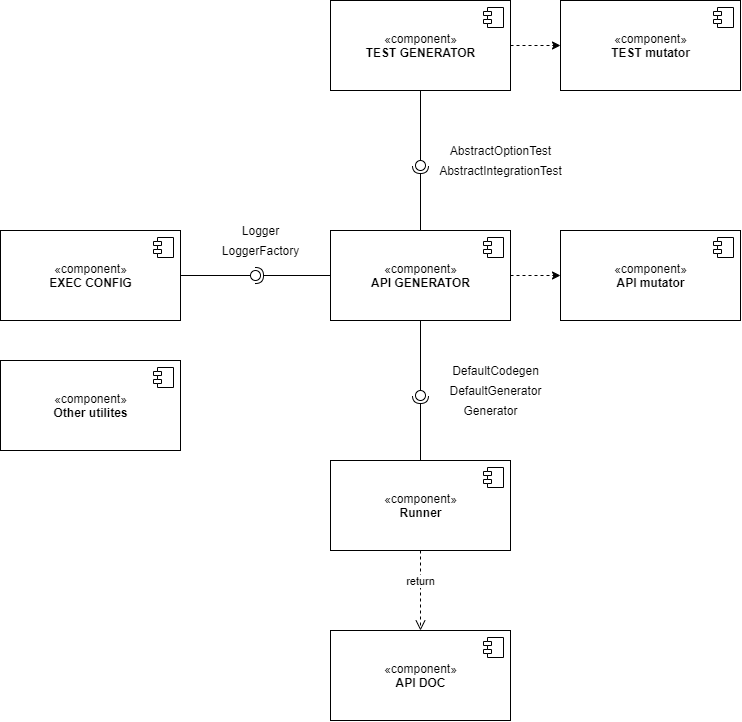 «component»
TEST GENERATOR
«component»
TEST mutator
AbstractOptionTest
AbstractIntegrationTest
Logger
LoggerFactory
«component»
EXEC CONFIG
«component»
API GENERATOR
«component»
API mutator
«component»
Other utilites
DefaultCodegen
DefaultGenerator
Generator
«component»
Runner
return
«component»
API DOC